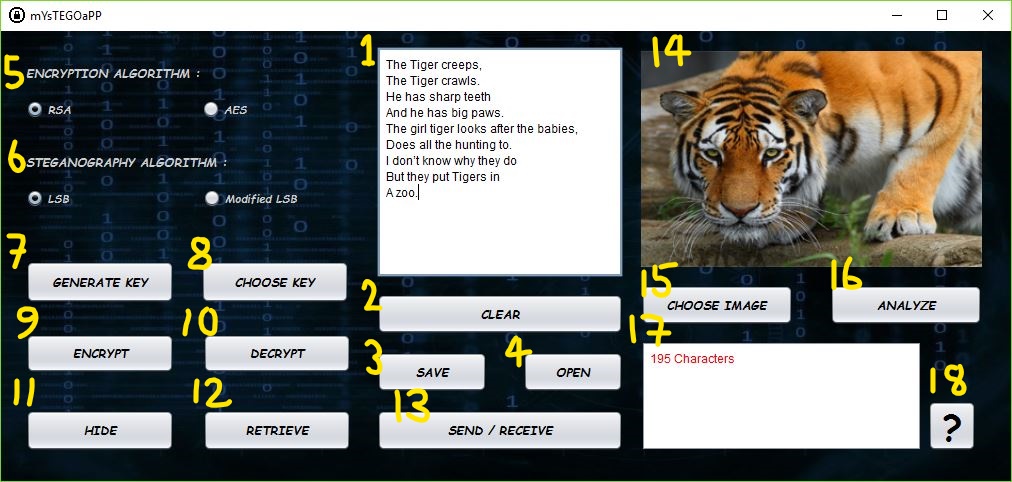 mYsTEGOaPP
5 ENCRYPTION ALGORITHM :
RSA AES
6 STEGANOGRAPHY ALGORITHM :
LSB Modified LSB
7 GENERATE KEY
8 CHOOSE KEY
9 ENCRYPT
10 DECRYPT
11 HIDE
12 RETRIEVE
1
The Tiger creeps,
The Tiger crawls.
He has sharp teeth
And he has big paws.
The girl tiger looks after the babies,
Does all the hunting to.
I don't know why they do
But they put Tigers in
A zoo.
2 CLEAR
3 SAVE
4 OPEN
13 SEND / RECEIVE
14
15 CHOOSE IMAGE
16 ANALYZE
17
195 Characters
18
?